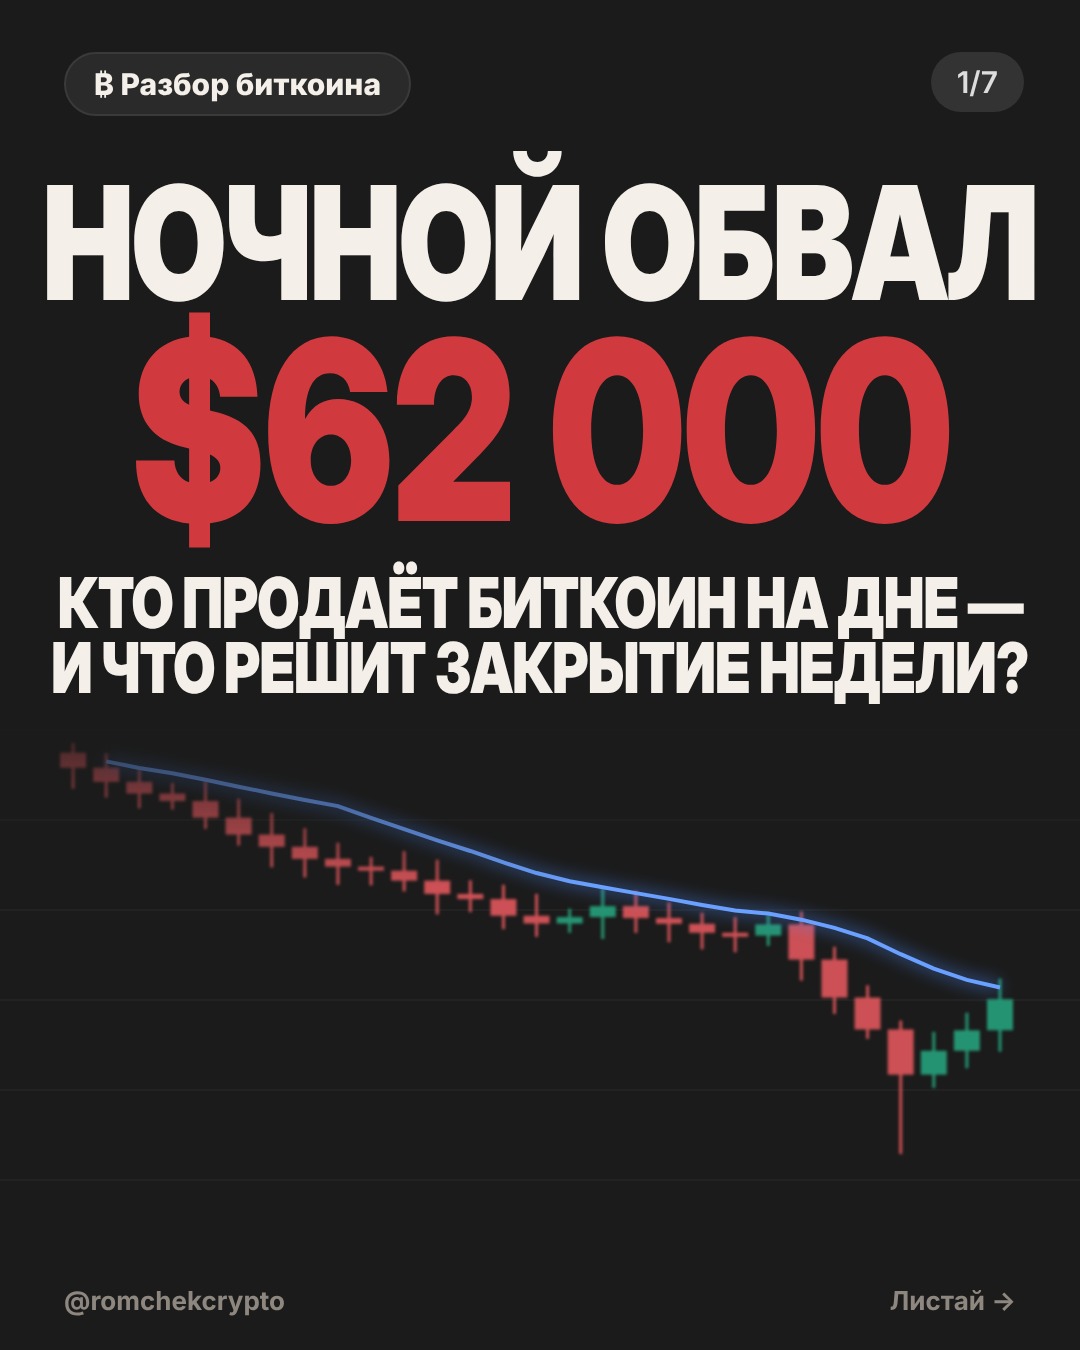 ₿ Разбор биткоина
1/7
НОЧНОЙ ОБВАЛ
$62 000
КТО ПРОДАЁТ БИТКОИН НА ДНЕ —
И ЧТО РЕШИТ ЗАКРЫТИЕ НЕДЕЛИ?
@romchekcrypto
Листай →